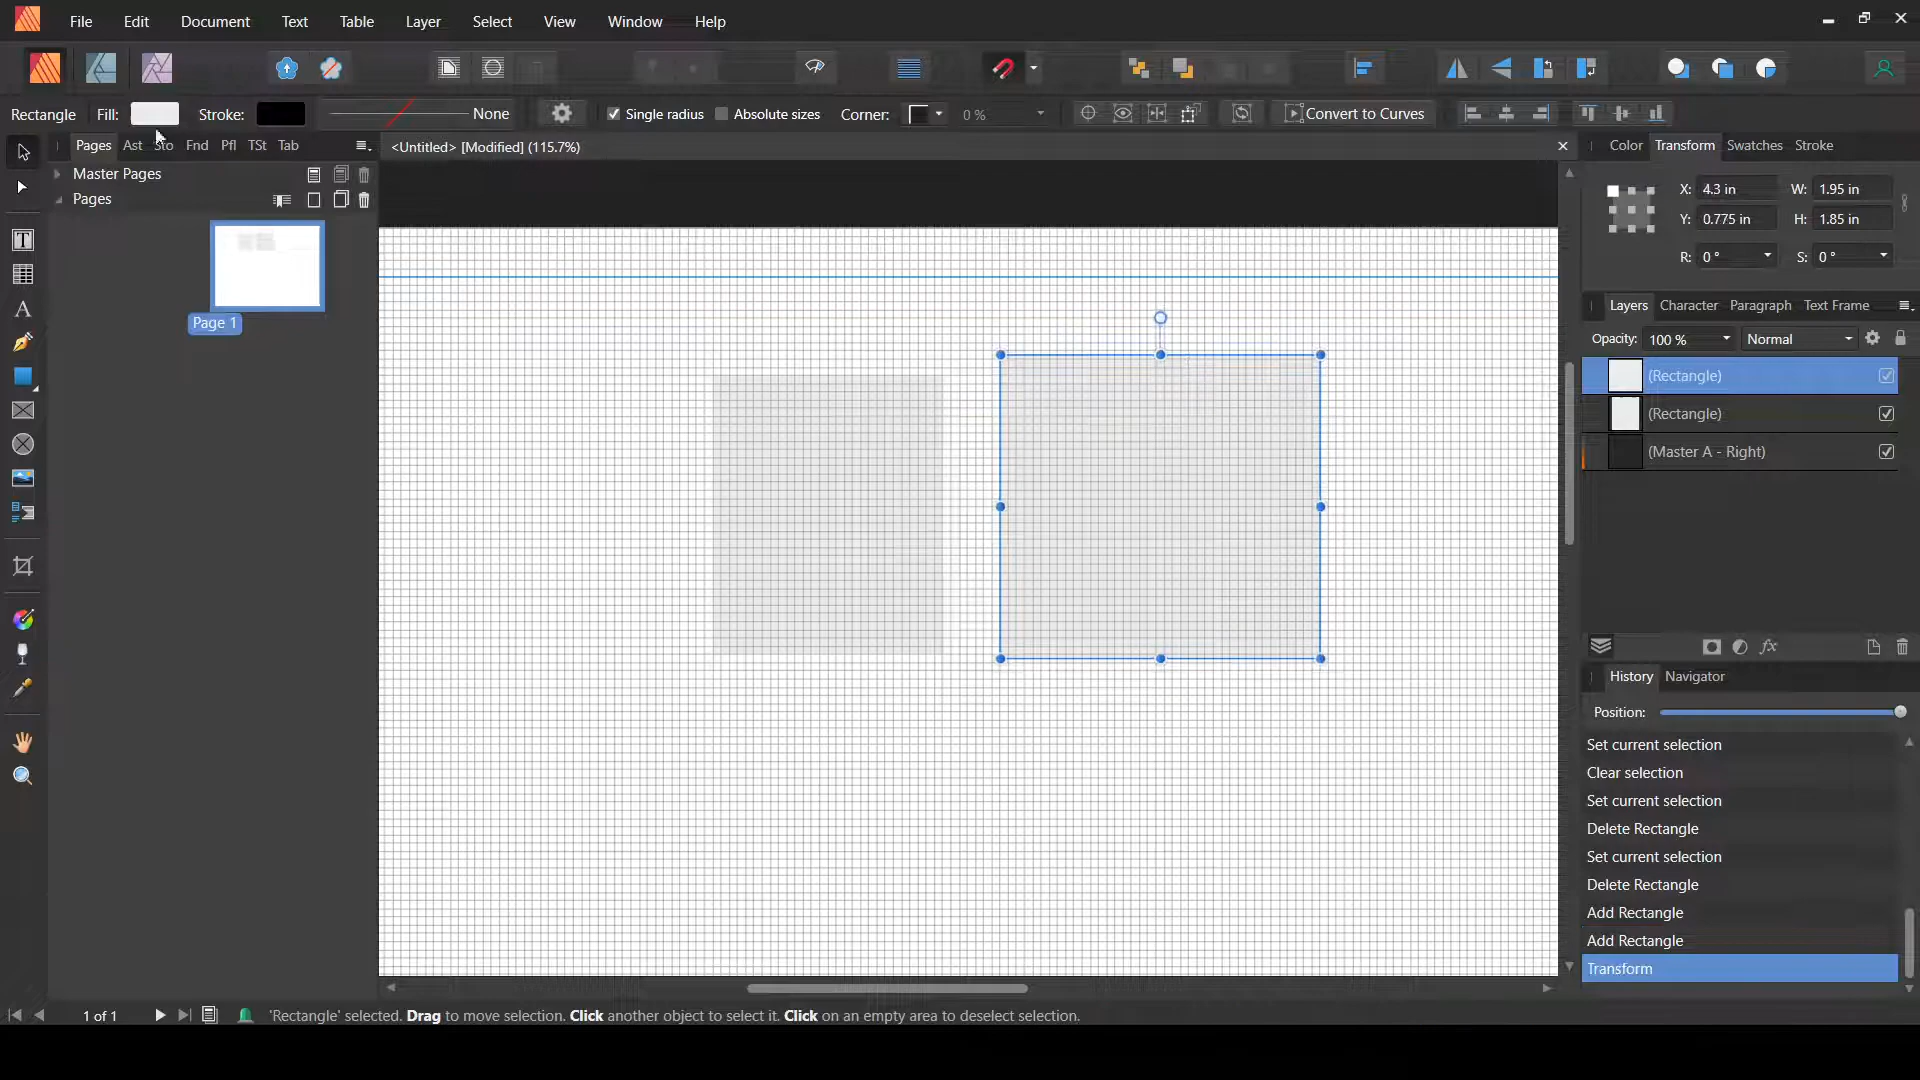 File Edit Document Text Table Layer Select View Window Help
Rectangle Fill: Stroke: None Single radius Absolute sizes Corner: 0 % Convert to Curves
Pages Ast Sto Fnd Pfl TSt Tab
<Untitled> [Modified] (115.7%)
Color Transform Swatches Stroke
Master Pages
Pages
Page 1
X: 4.3 in W: 1.95 in
Y: 0.775 in H: 1.85 in
R: 0 ° S: 0 °
Layers Character Paragraph Text Frame
Opacity: 100 % Normal
(Rectangle)
(Rectangle)
(Master A - Right)
fx
History Navigator
Position:
Set current selection
Clear selection
Set current selection
Delete Rectangle
Set current selection
Delete Rectangle
Add Rectangle
Add Rectangle
Transform
1 of 1 'Rectangle' selected. Drag to move selection. Click another object to select it. Click on an empty area to deselect selection.